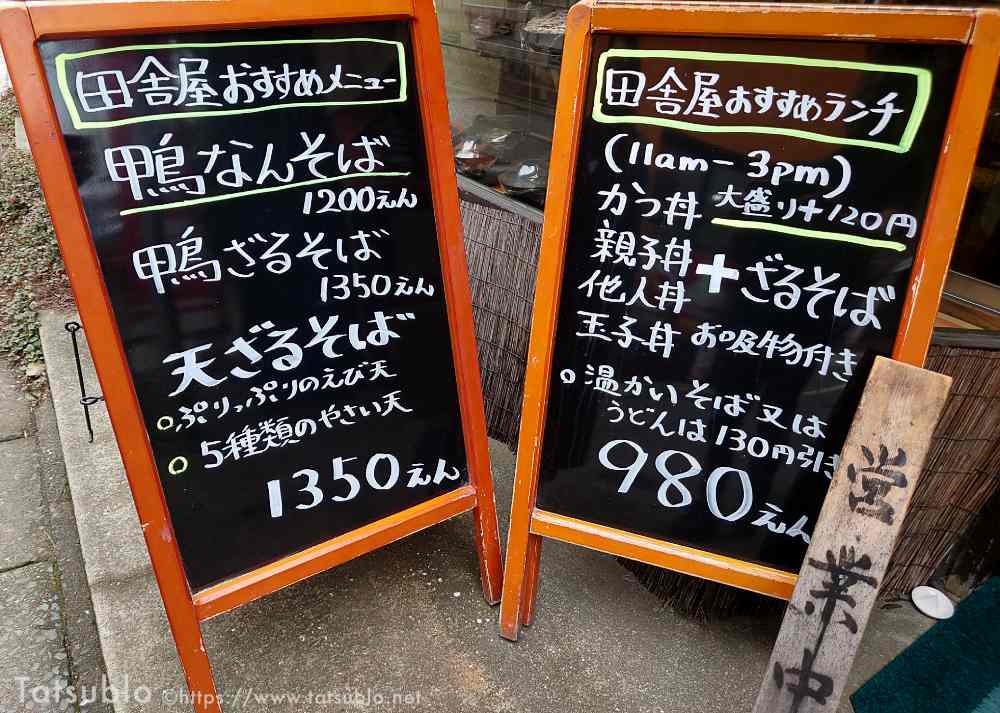 田舎屋おすすめメニュー
鴨なんそば
1200えん
鴨ざるそば
1350えん
天ざるそば
ぷりっぷりのえび天
5種類のやさい天
1350えん
田舎屋おすすめランチ
(11am-3pm)
かつ丼 大盛り+120円
親子丼
他人丼 + ざるそば
玉子丼 お吸物付き
温かいそば又は
うどんは130円引き
980えん
営業中
Tatsublo ©https://www.tatsublo.net